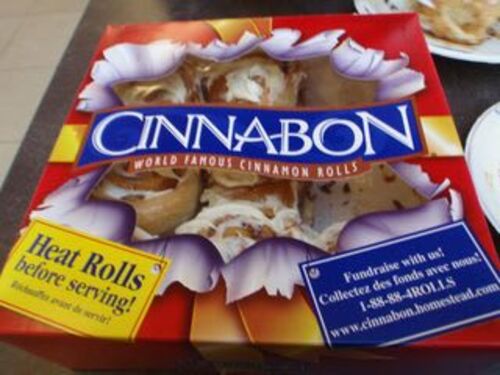 CINNABON
WORLD FAMOUS CINNAMON ROLLS
Heat Rolls
before serving!
Réchauffez avant de servir!
Fundraise with us!
Collectez des fonds avec nous!
1-88-88-4ROLLS
www.cinnabon.homestead.com